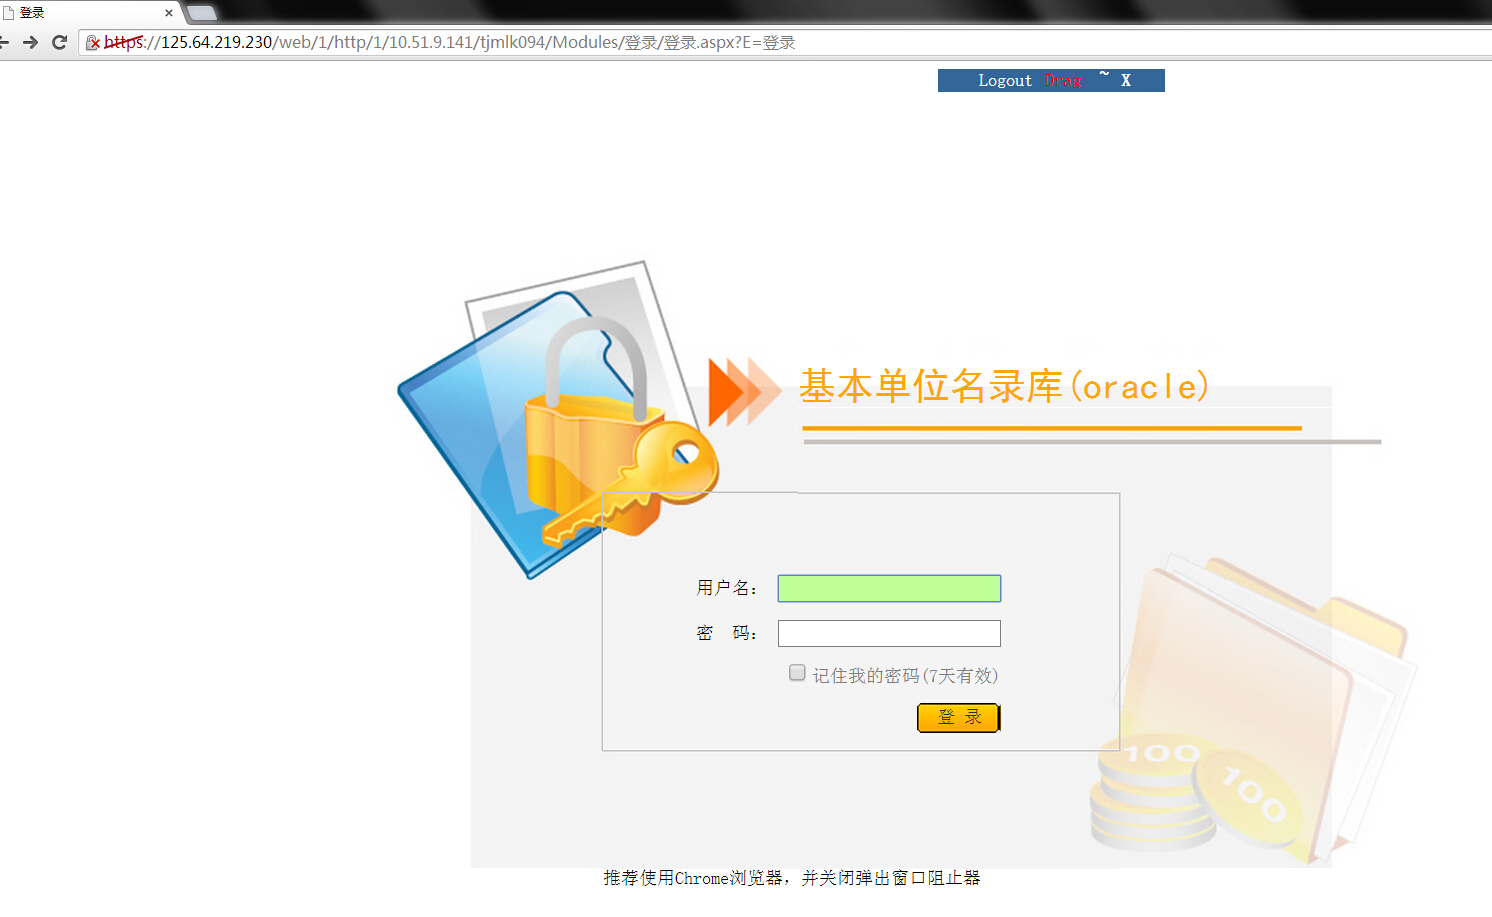 登录
https://125.64.219.230/web/1/http/1/10.51.9.141/tjmlk094/Modules/登录/登录.aspx?E=登录
Logout Drag ~ X
基本单位名录库(oracle)
用户名:
密 码:
记住我的密码(7天有效)
登 录
100
100
推荐使用Chrome浏览器，并关闭弹出窗口阻止器